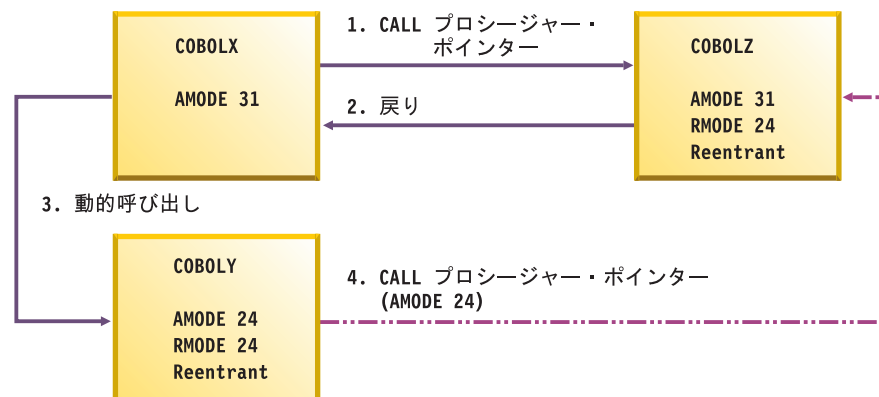 COBOLX
AMODE 31
1. CALL プロシージャー・
ポインター
2. 戻り
COBOLZ
AMODE 31
RMODE 24
Reentrant
3. 動的呼び出し
COBOLY
AMODE 24
RMODE 24
Reentrant
4. CALL プロシージャー・ポインター
(AMODE 24)